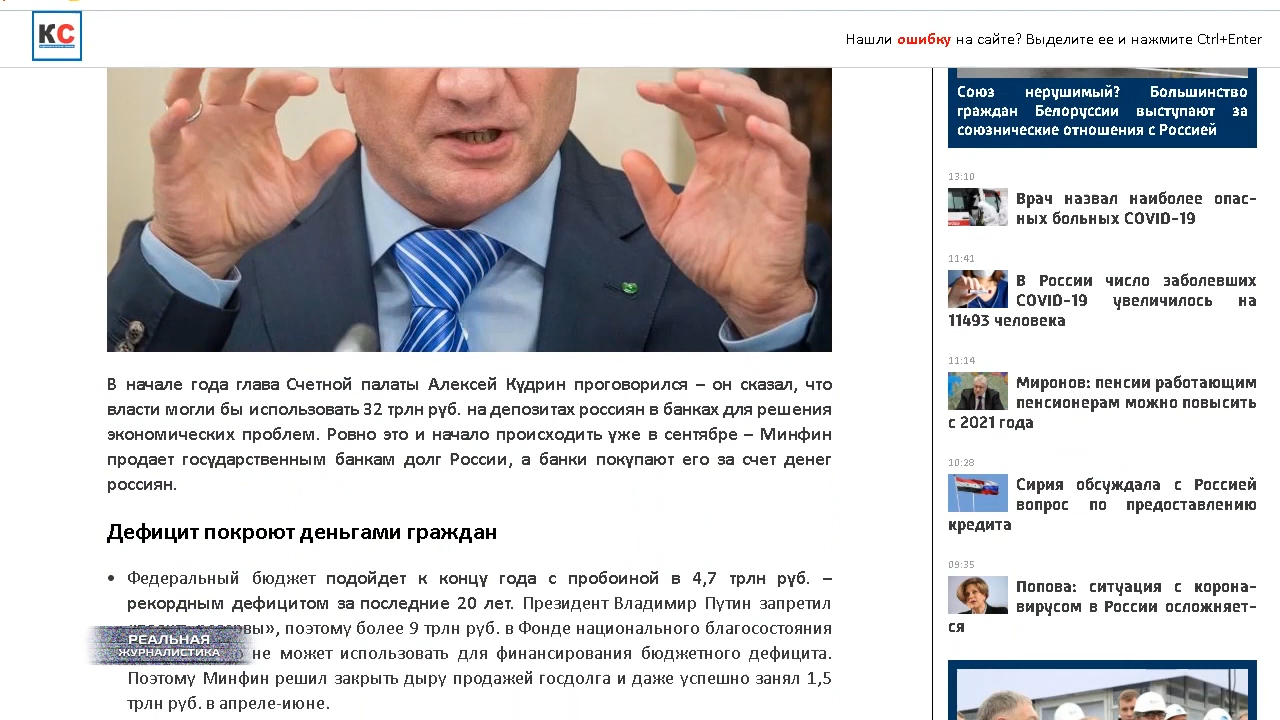 КС
Нашли ошибку на сайте? Выделите ее и нажмите Ctrl+Enter
В начале года глава Счетной палаты Алексей Кудрин проговорился – он сказал, что
власти могли бы использовать 32 трлн руб. на депозитах россиян в банках для решения
экономических проблем. Ровно это и начало происходить уже в сентябре – Минфин
продает государственным банкам долг России, а банки покупают его за счет денег
россиян.
Дефицит покроют деньгами граждан
• Федеральный бюджет подойдет к концу года с пробоиной в 4,7 трлн руб. –
рекордным дефицитом за последние 20 лет. Президент Владимир Путин запретил
поэтому более 9 трлн руб. в Фонде национального благосостояния
не может использовать для финансирования бюджетного дефицита.
Поэтому Минфин решил закрыть дыру продажей госдолга и даже успешно занял 1,5
трлн руб. в апреле-июне.
РЕАЛЬНАЯ
ЖУРНАЛИСТИКА
Союз нерушимый? Большинство
граждан Белоруссии выступают за
союзнические отношения с Россией
13:10
Врач назвал наиболее опас-
ных больных COVID-19
11:41
В России число заболевших
COVID-19 увеличилось на
11493 человека
11:14
Миронов: пенсии работающим
пенсионерам можно повысить
с 2021 года
10:28
Сирия обсуждала с Россией
вопрос по предоставлению
кредита
09:35
Попова: ситуация с корона-
вирусом в России осложняет-
ся